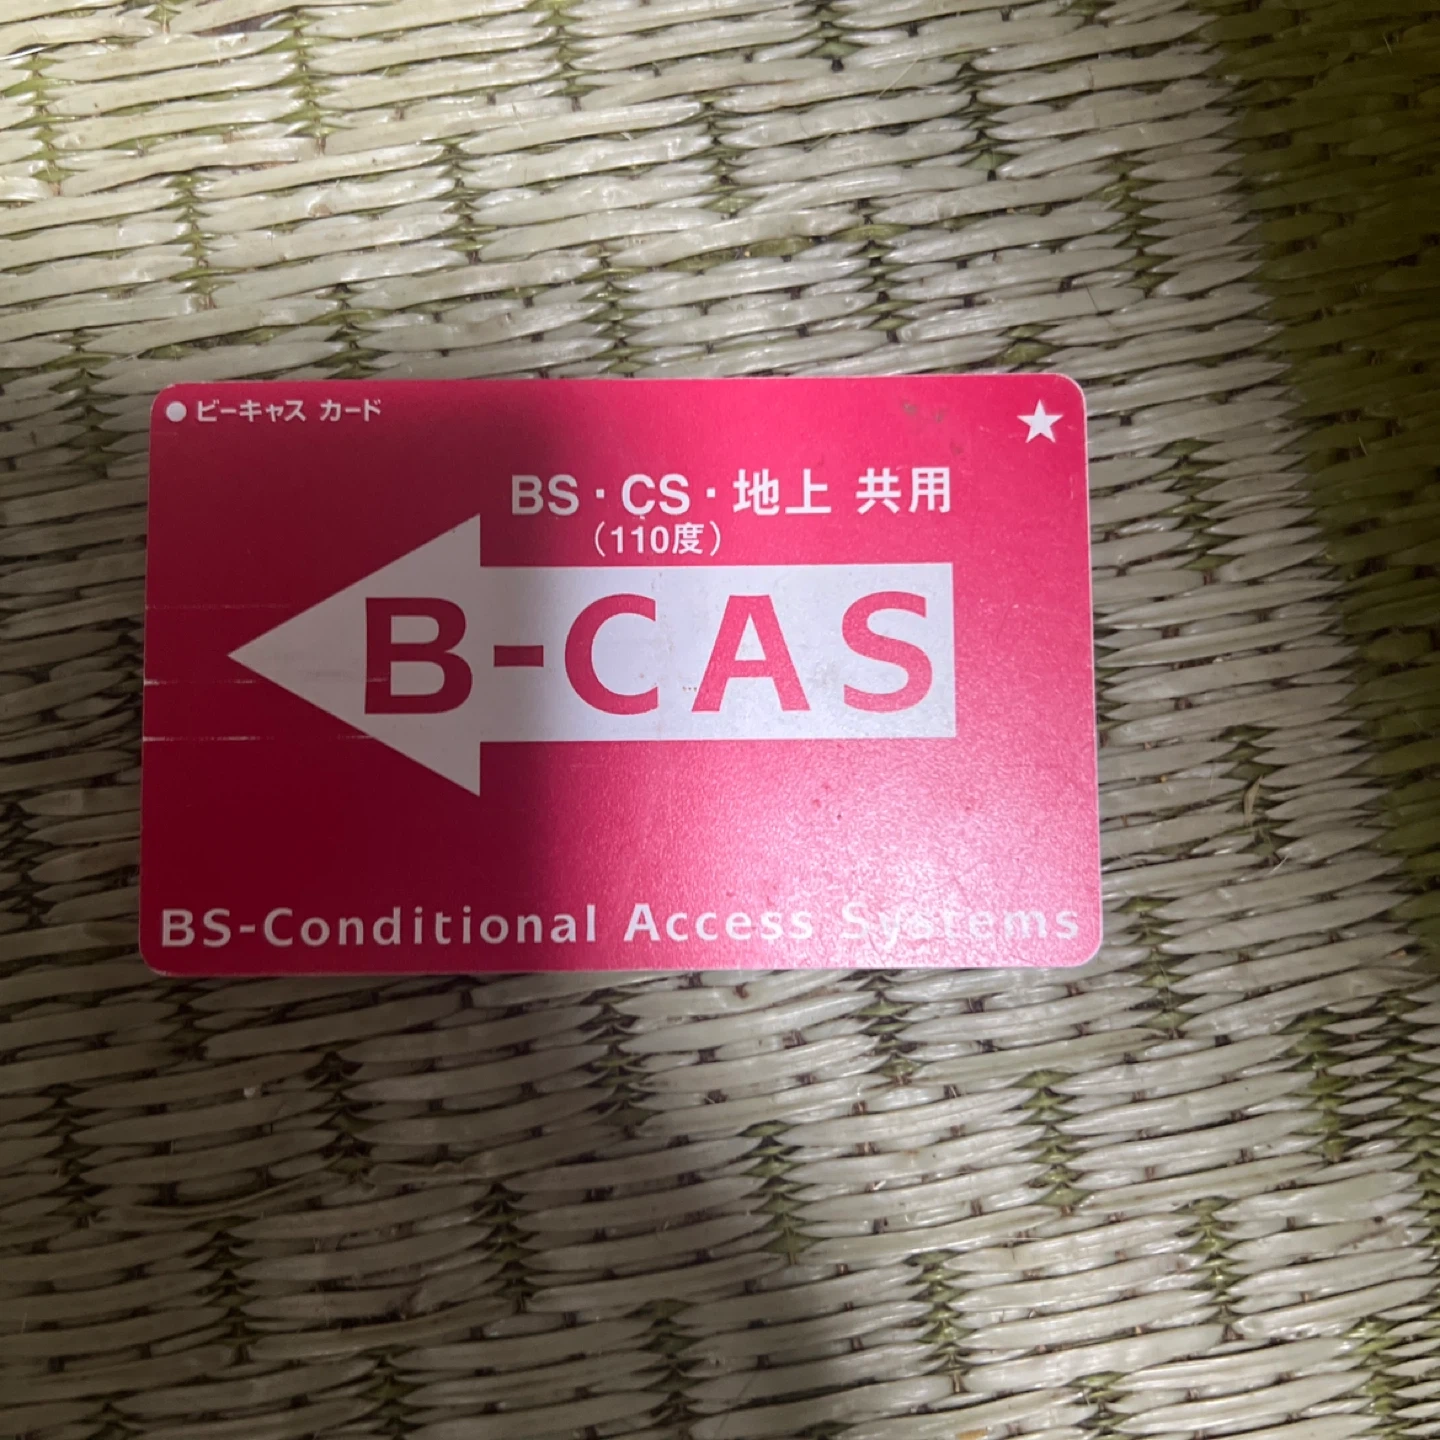 ● ビーキャス カード
★
BS・CS・地上 共用
（110度）
B-CAS
BS-Conditional Access Systems